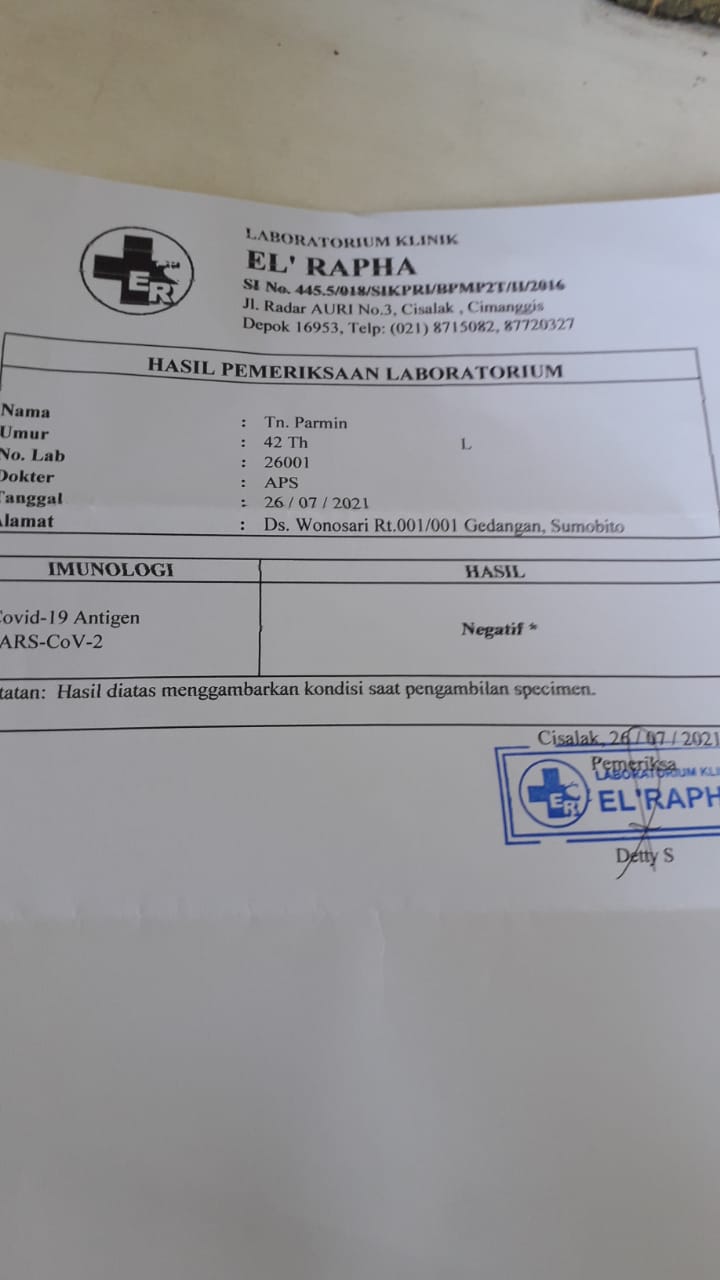 ER
LABORATORIUM KLINIK
EL' RAPHA
SI No. 445.5/018/SIKPRI/BPMP2T/II/2016
Jl. Radar AURI No.3, Cisalak , Cimanggis
Depok 16953, Telp: (021) 8715082, 87720327
HASIL PEMERIKSAAN LABORATORIUM
Nama : Tn. Parmin
Umur : 42 Th L
No. Lab : 26001
Dokter : APS
Tanggal : 26 / 07 / 2021
Alamat : Ds. Wonosari Rt.001/001 Gedangan, Sumobito
IMUNOLOGI HASIL
Covid-19 Antigen
SARS-CoV-2 Negatif *
tatan: Hasil diatas menggambarkan kondisi saat pengambilan specimen.
Cisalak, 26 / 07 / 2021
Pemeriksa
LABORATORIUM KLI
ER EL'RAPH
Detty S